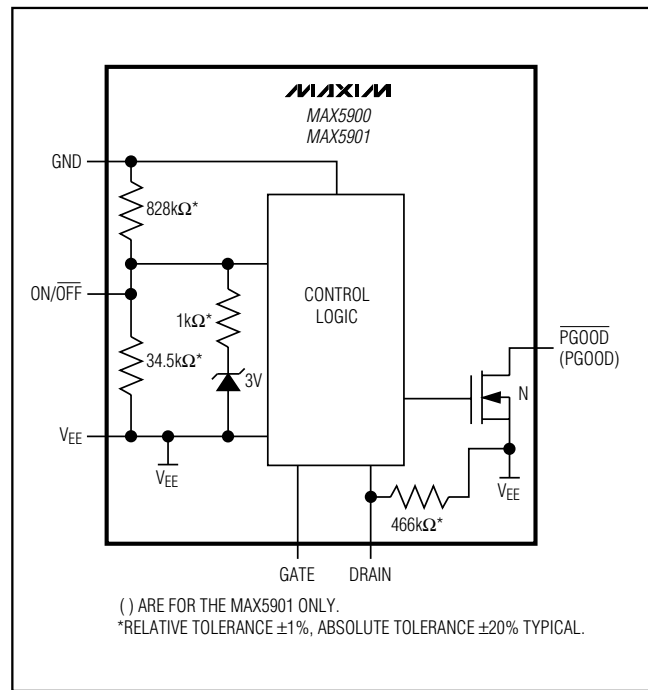 MAXIM
MAX5900
MAX5901
GND
828kΩ*
ON/OFF
1kΩ*
34.5kΩ*
3V
CONTROL
LOGIC
PGOOD
(PGOOD)
N
VEE
VEE
VEE
466kΩ*
GATE
DRAIN
( ) ARE FOR THE MAX5901 ONLY.
*RELATIVE TOLERANCE ±1%, ABSOLUTE TOLERANCE ±20% TYPICAL.